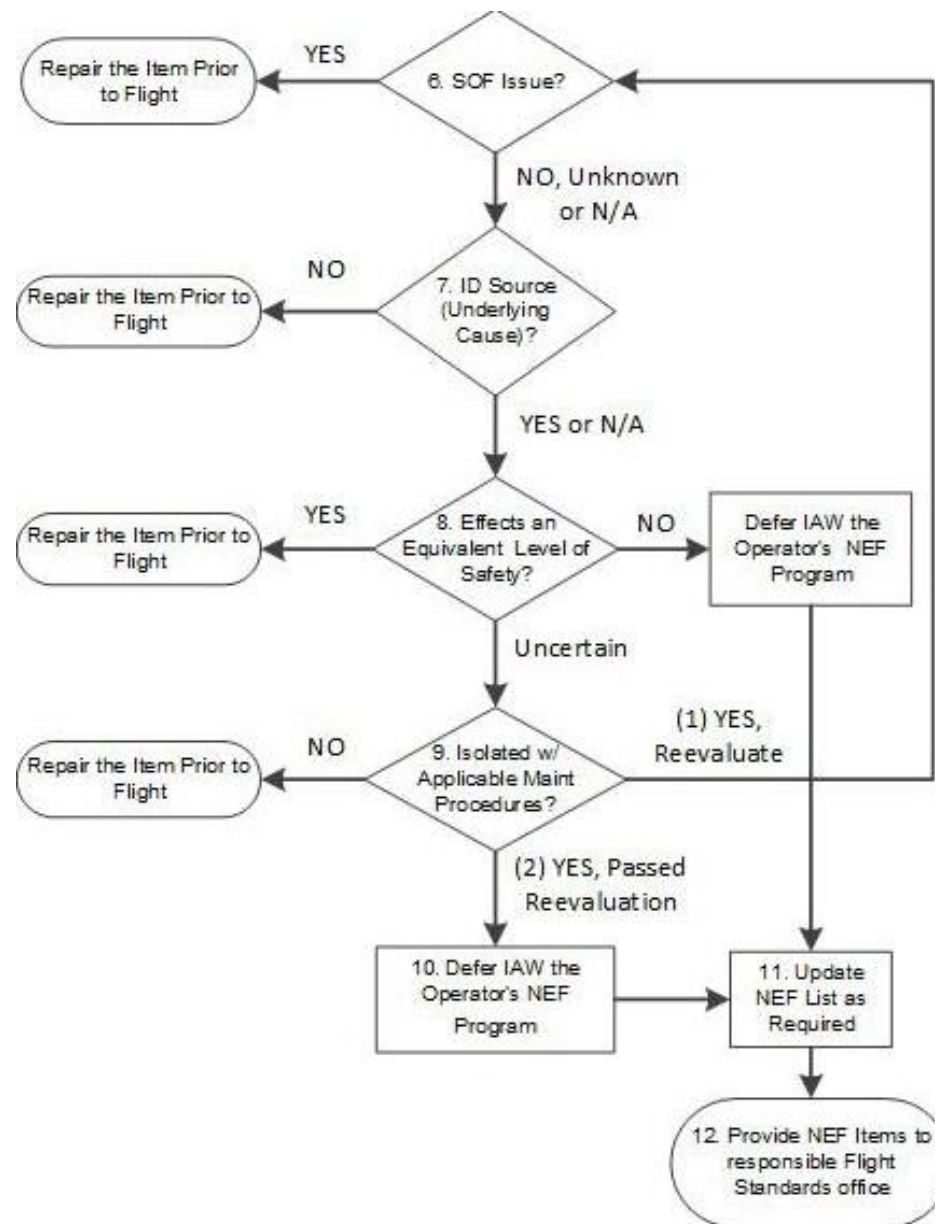 YES
Repair the Item Prior
to Flight
6. SOF Issue?
NO, Unknown
or N/A
NO
Repair the Item Prior to
Flight
7. ID Source
(Underlying
Cause)?
YES or N/A
YES
Repair the Item Prior to
Flight
8. Effects an
Equivalent Level of
Safety?
NO
Defer IAW the
Operator's NEF
Program
Uncertain
NO
Repair the Item Prior to
Flight
9. Isolated w/
Applicable Maint
Procedures?
(1) YES,
Reevaluate
(2) YES, Passed
Reevaluation
10. Defer IAW the
Operator's NEF
Program
11. Update
NEF List as
Required
12. Provide NEF Items to
responsible Flight
Standards office